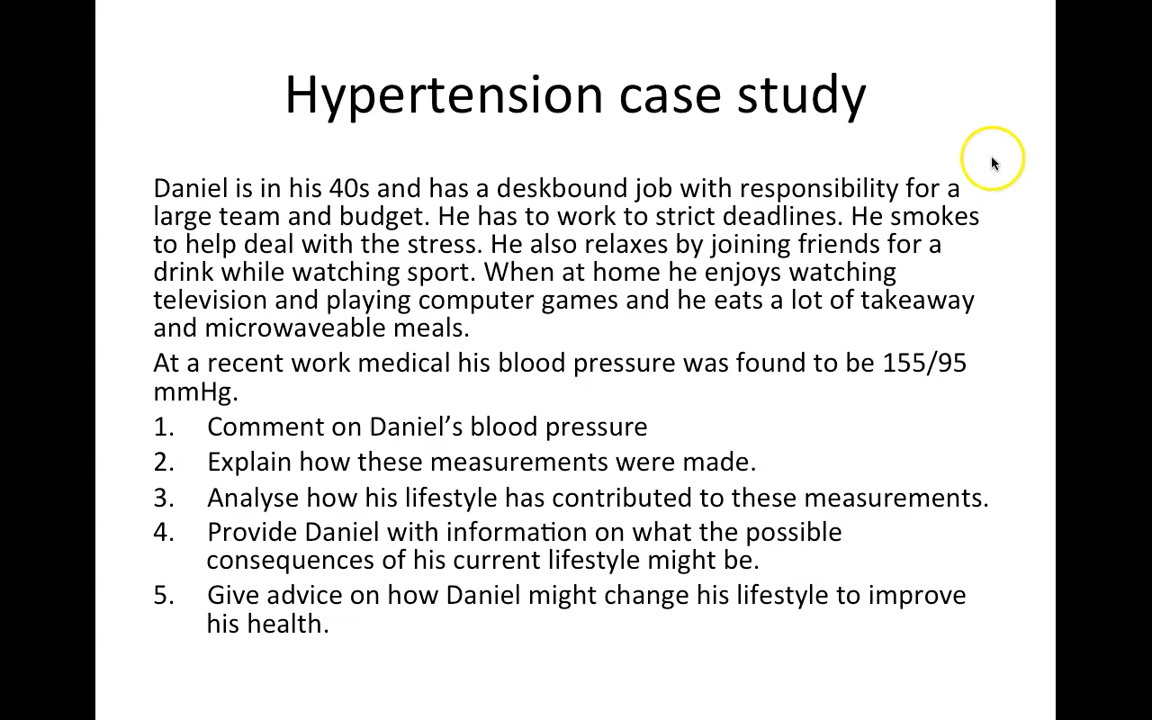 Hypertension case study
Daniel is in his 40s and has a deskbound job with responsibility for a
large team and budget. He has to work to strict deadlines. He smokes
to help deal with the stress. He also relaxes by joining friends for a
drink while watching sport. When at home he enjoys watching
television and playing computer games and he eats a lot of takeaway
and microwaveable meals.
At a recent work medical his blood pressure was found to be 155/95
mmHg.
1. Comment on Daniel’s blood pressure
2. Explain how these measurements were made.
3. Analyse how his lifestyle has contributed to these measurements.
4. Provide Daniel with information on what the possible
consequences of his current lifestyle might be.
5. Give advice on how Daniel might change his lifestyle to improve
his health.